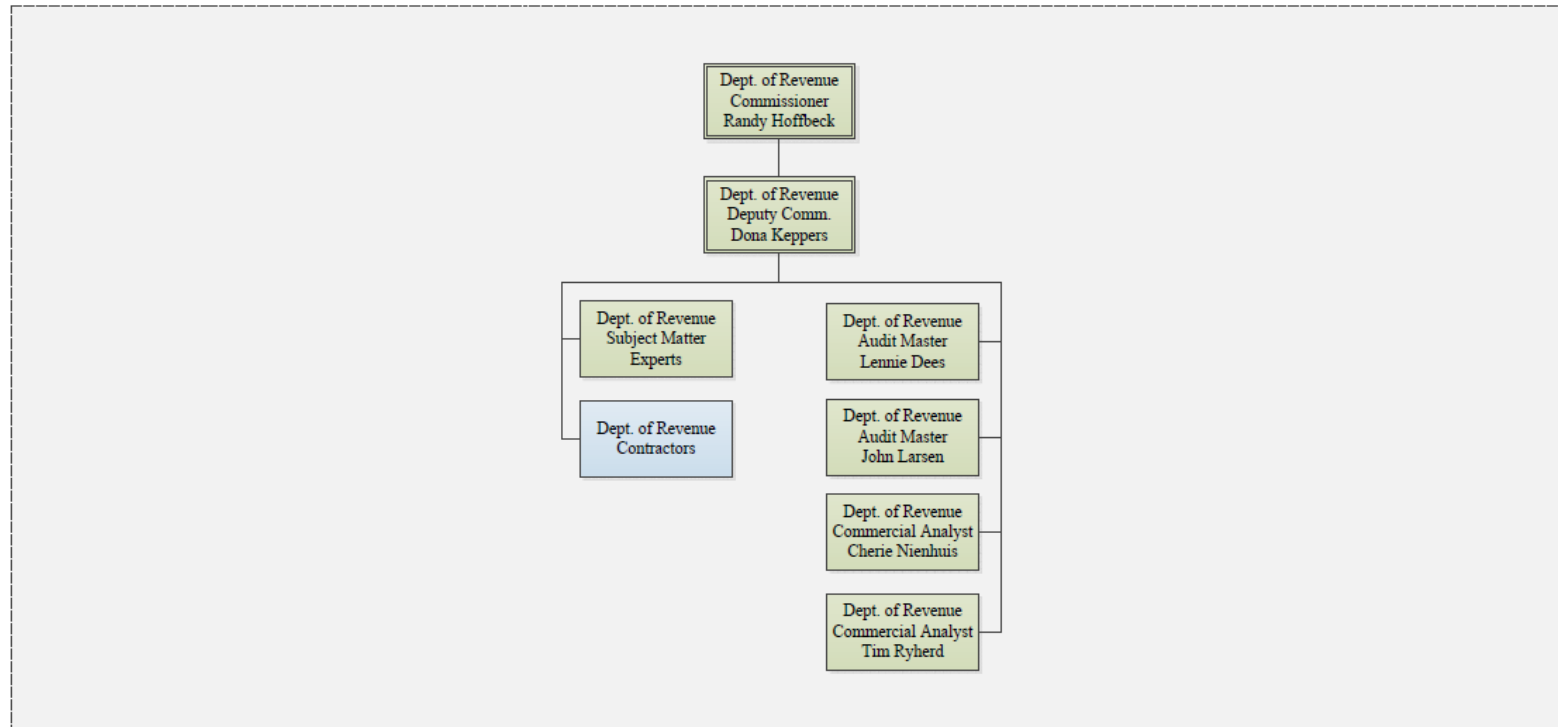 Dept. of Revenue
Commissioner
Randy Hoffbeck
Dept. of Revenue
Deputy Comm.
Dona Keppers
Dept. of Revenue
Subject Matter
Experts
Dept. of Revenue
Contractors
Dept. of Revenue
Audit Master
Lennie Dees
Dept. of Revenue
Audit Master
John Larsen
Dept. of Revenue
Commercial Analyst
Cherie Nienhuis
Dept. of Revenue
Commercial Analyst
Tim Ryherd